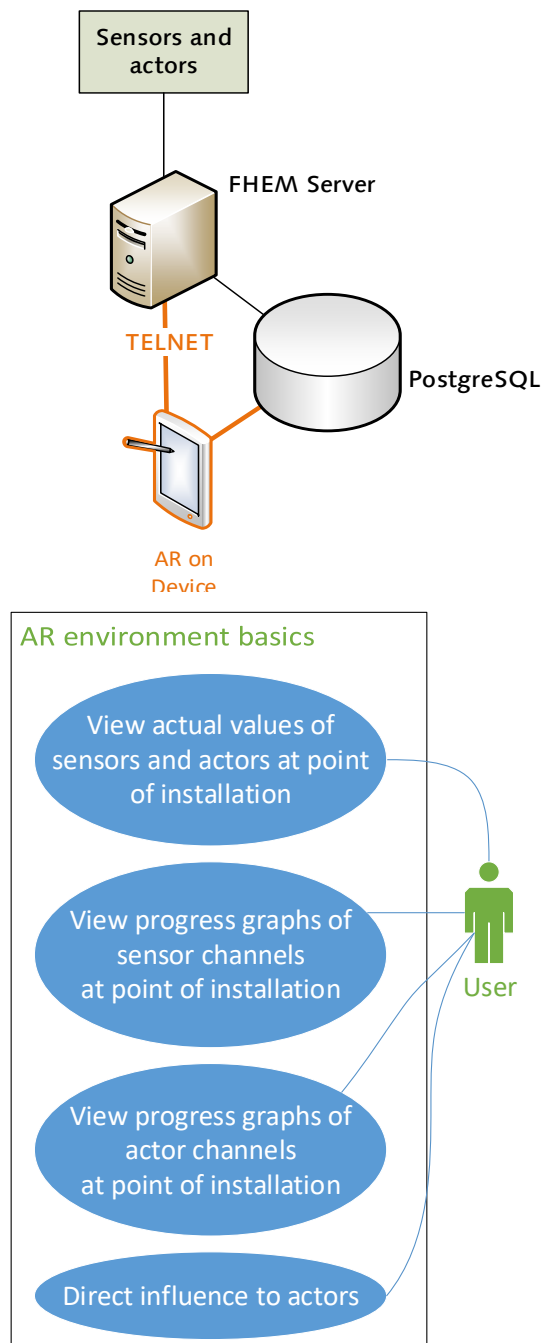 Sensors and
actors
FHEM Server
TELNET
PostgreSQL
AR on
Device
AR environment basics
View actual values of
sensors and actors at point
of installation
View progress graphs of
sensor channels
at point of installation
User
View progress graphs of
actor channels
at point of installation
Direct influence to actors